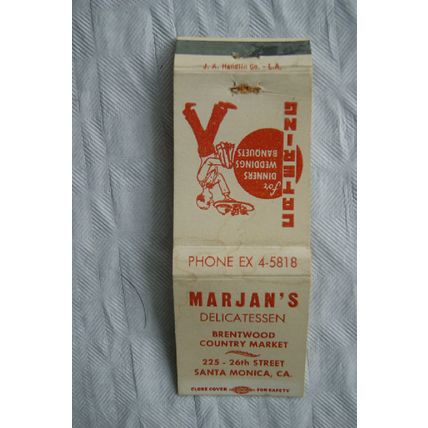 J. A. Handlin Co. - L.A.
CATERING
for
DINNERS
WEDDINGS
BANQUETS
PHONE EX 4-5818
MARJAN'S
DELICATESSEN
BRENTWOOD
COUNTRY MARKET
225 - 26th STREET
SANTA MONICA, CA.
CLOSE COVER FOR SAFETY